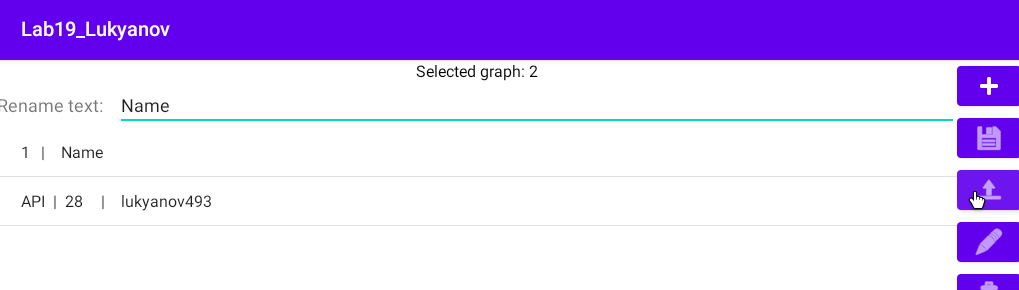 Lab19_Lukyanov
Selected graph: 2
Rename text: Name
1 | Name
API | 28 | lukyanov493